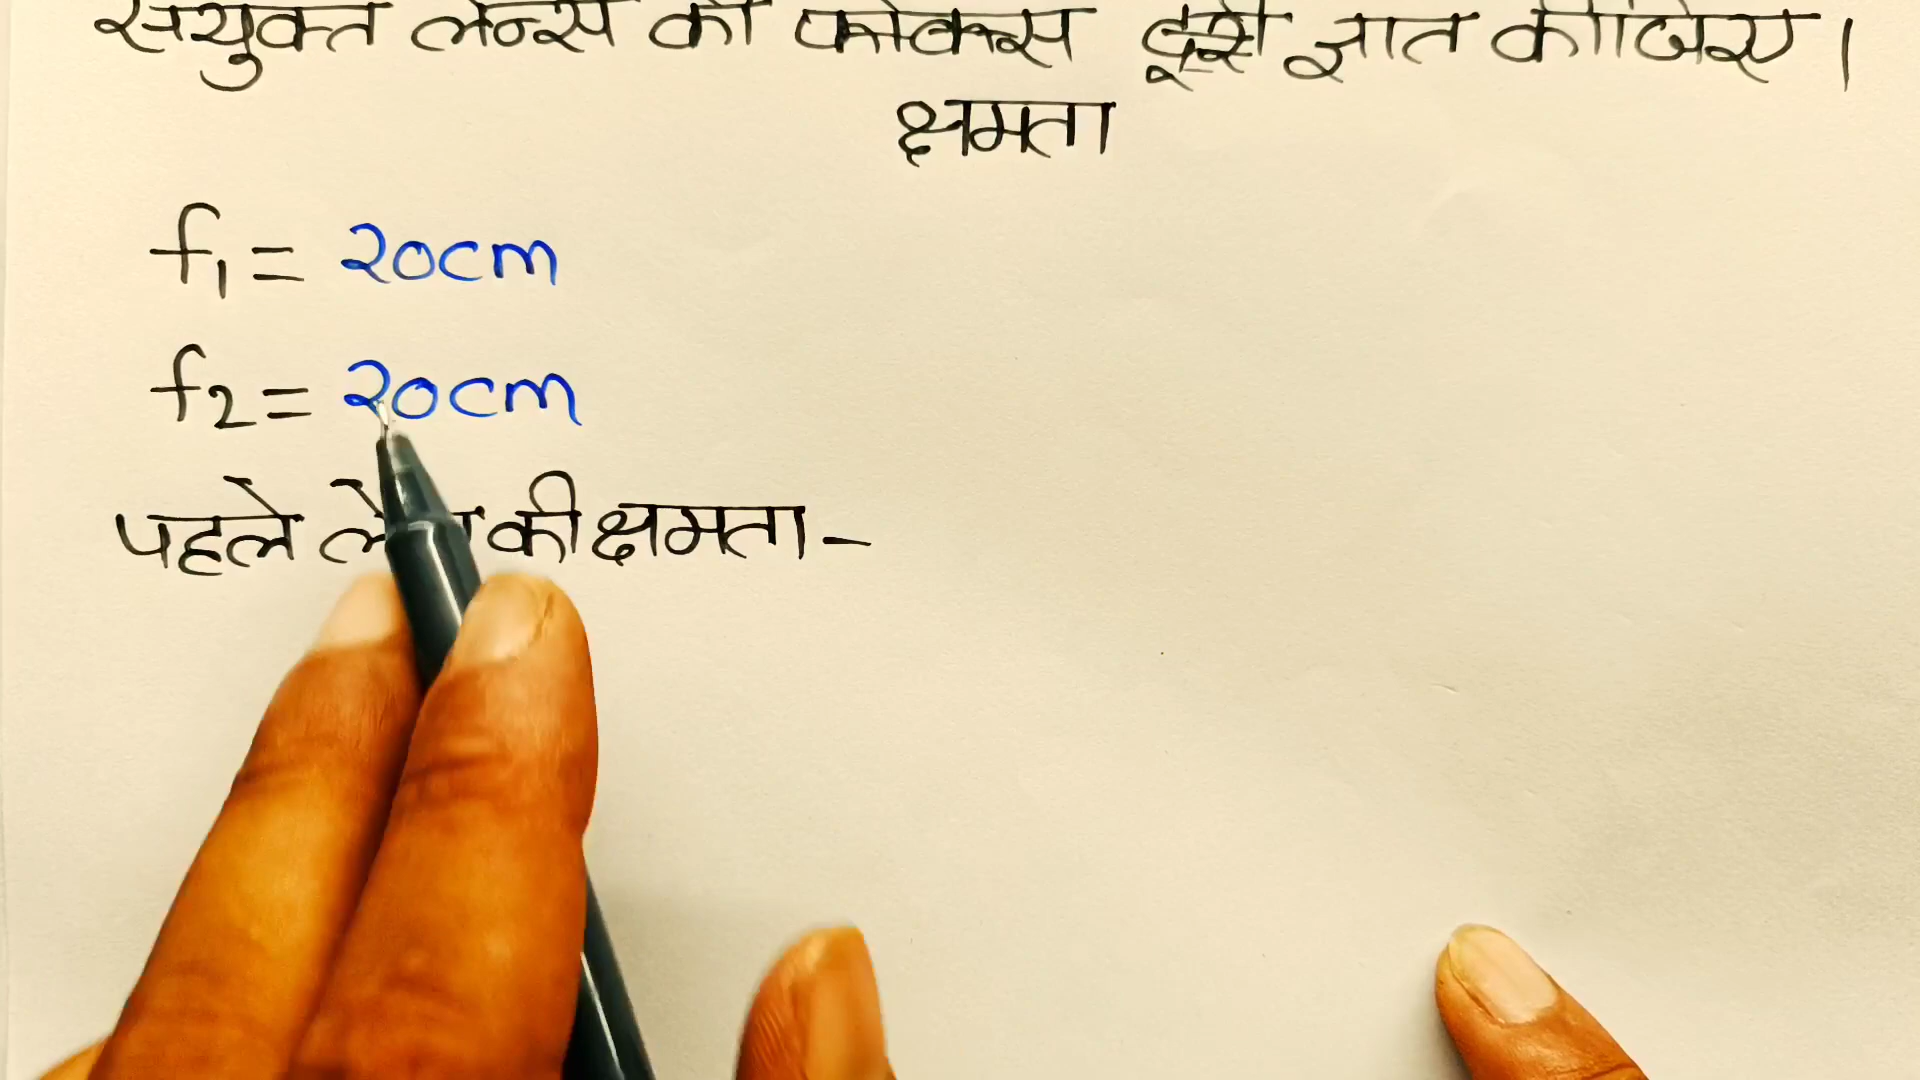 संयुक्त लेन्स की फोकस दूरी ज्ञात कीजिए।
क्षमता
f₁ = 20cm
f₂ = 20cm
पहले की क्षमता -